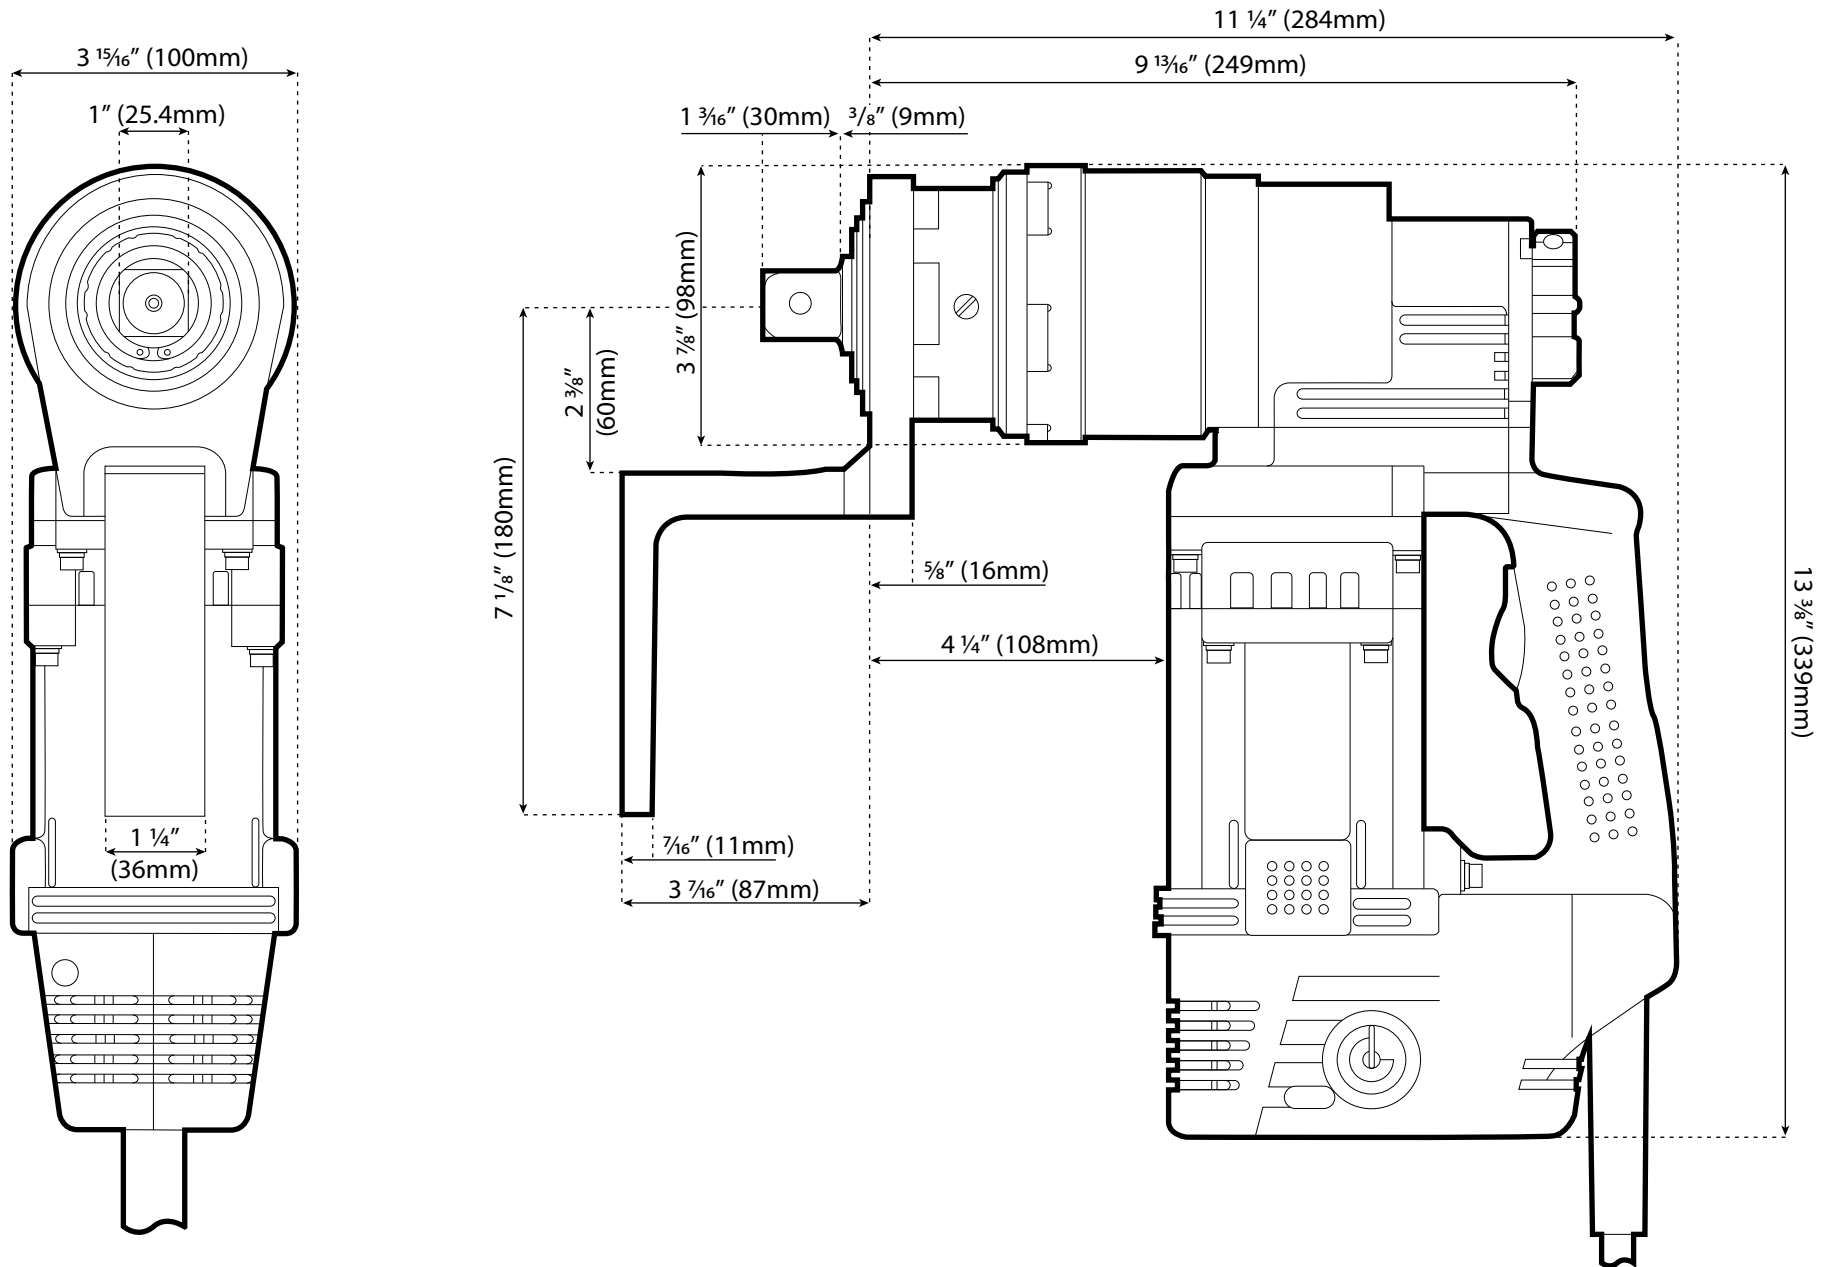 11 ¼” (284mm)
3 15⁄16” (100mm)
9 13⁄16” (249mm)
1” (25.4mm)
1 3⁄16” (30mm)
3/8” (9mm)
3 7⁄8” (98mm)
2 3⁄8”
(60mm)
7 1/8” (180mm)
5⁄8” (16mm)
4 ¼” (108mm)
13 3⁄8” (339mm)
1 ¼”
(36mm)
7⁄16” (11mm)
3 7⁄16” (87mm)